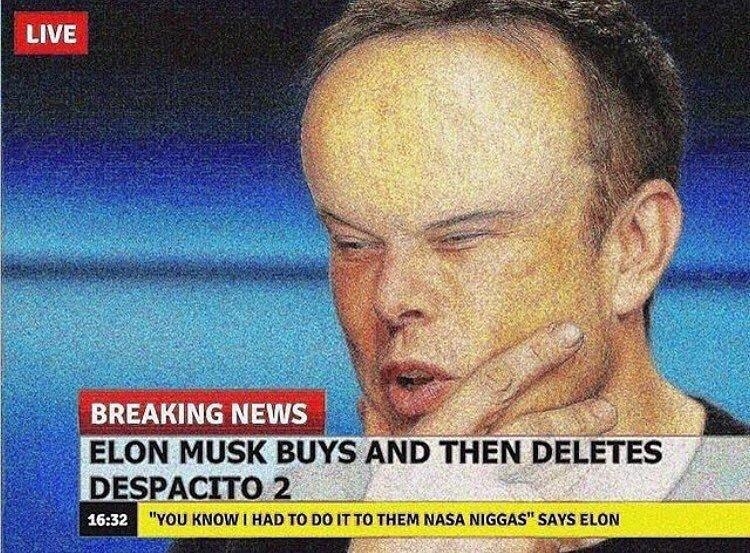 LIVE
BREAKING NEWS
ELON MUSK BUYS AND THEN DELETES
DESPACITO 2
16:32 "YOU KNOW I HAD TO DO IT TO THEM NASA NIGGAS" SAYS ELON